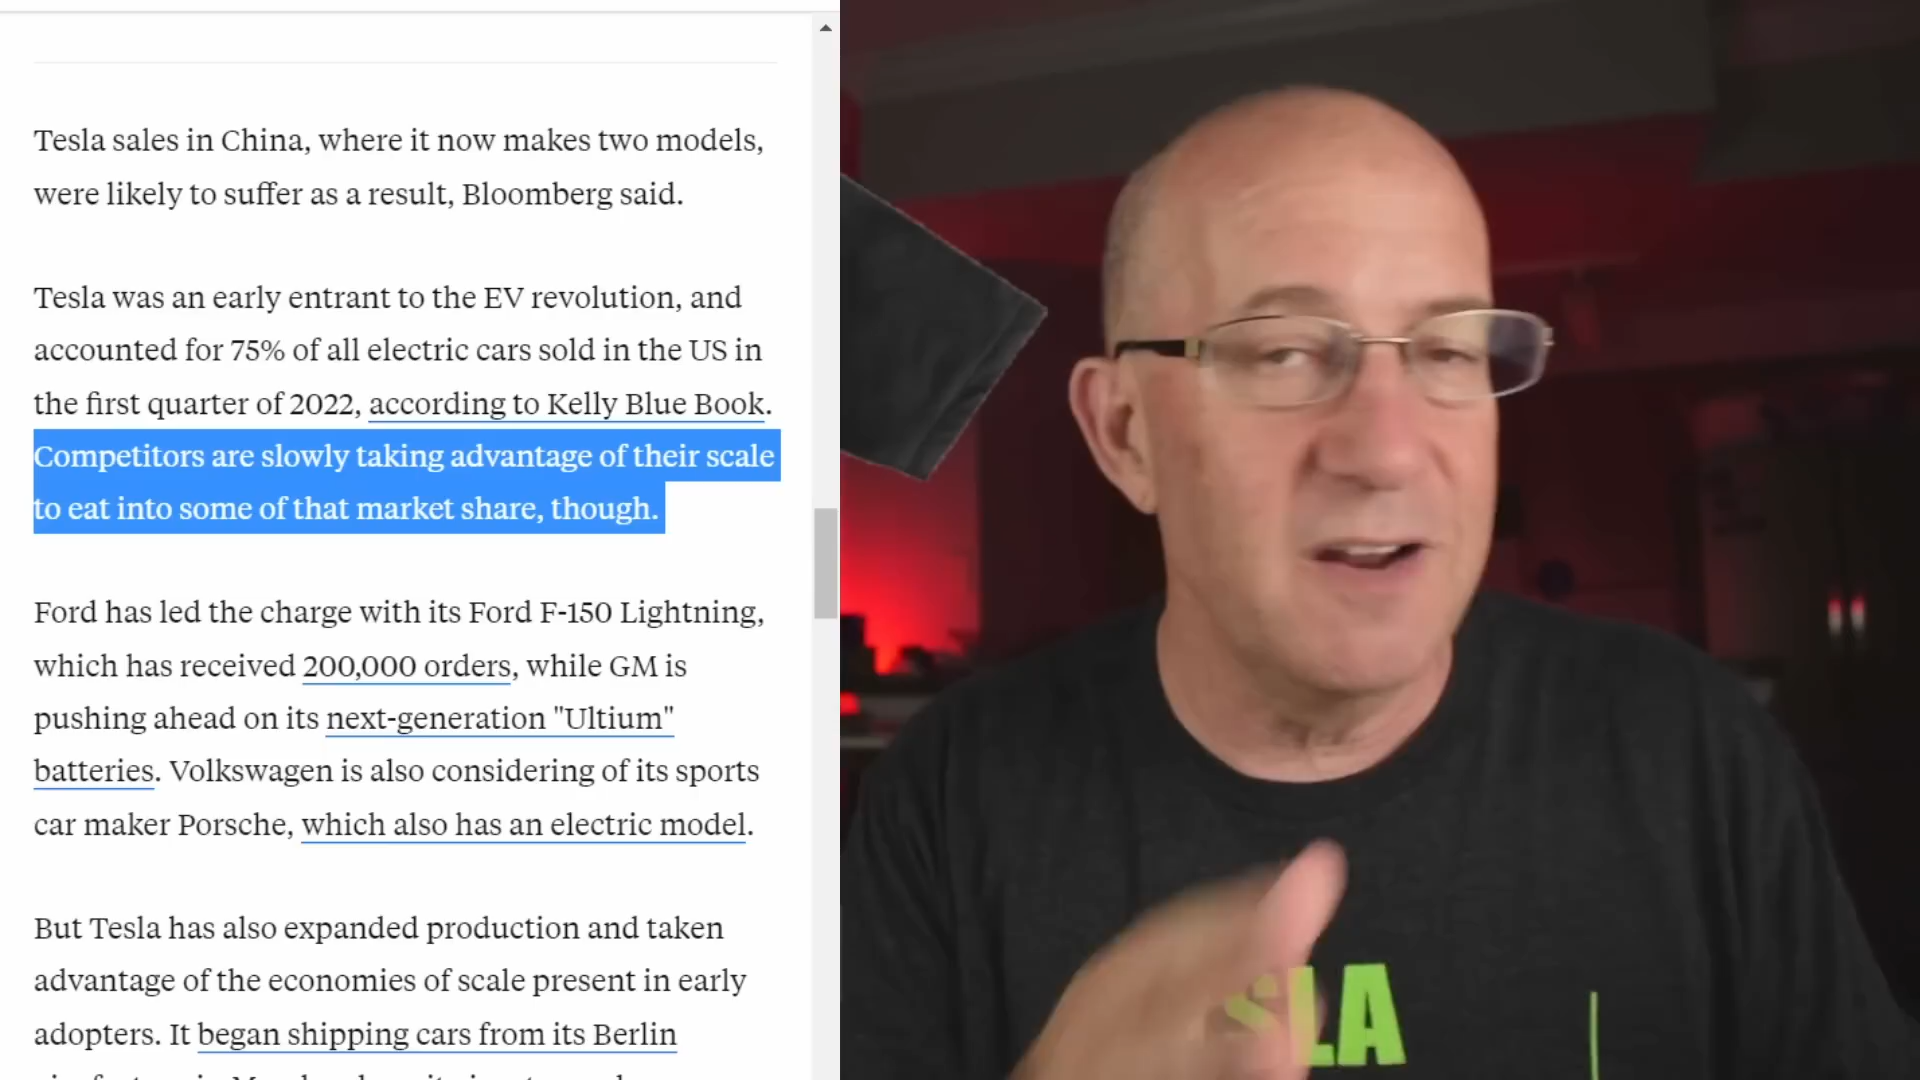 Tesla sales in China, where it now makes two models,
were likely to suffer as a result, Bloomberg said.
Tesla was an early entrant to the EV revolution, and
accounted for 75% of all electric cars sold in the US in
the first quarter of 2022, according to Kelly Blue Book.
Competitors are slowly taking advantage of their scale
to eat into some of that market share, though.
Ford has led the charge with its Ford F-150 Lightning,
which has received 200,000 orders, while GM is
pushing ahead on its next-generation "Ultium"
batteries. Volkswagen is also considering of its sports
car maker Porsche, which also has an electric model.
But Tesla has also expanded production and taken
advantage of the economies of scale present in early
adopters. It began shipping cars from its Berlin
SLA